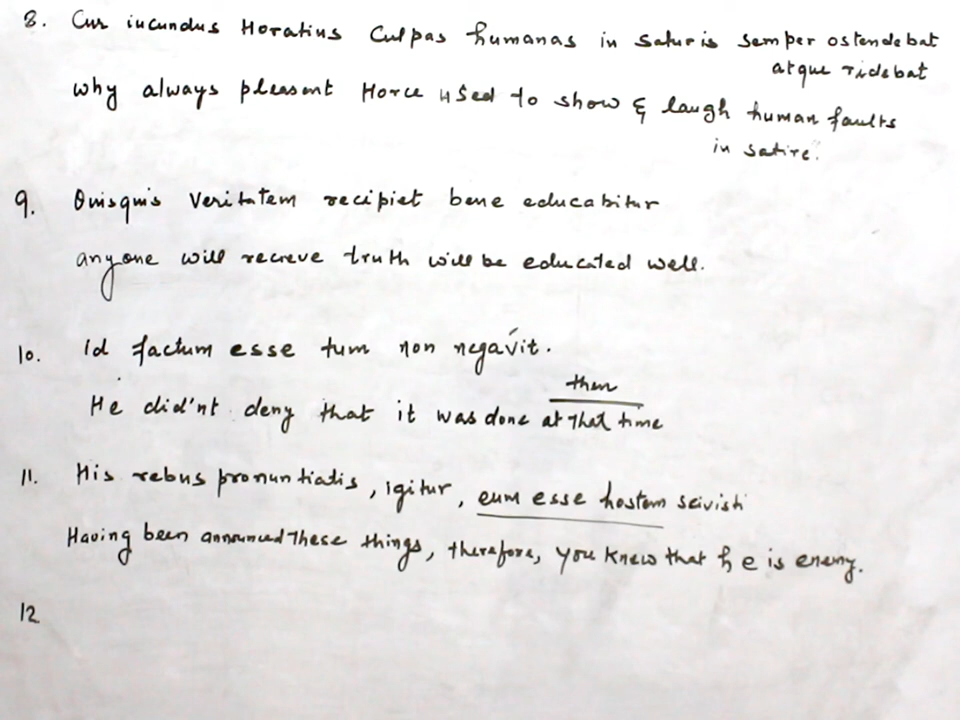 8. Cur iucundus Horatius Culpas humanas in saturis semper ostendebat
atque ridebat
why always pleasant Horce used to show & laugh human faults
in satire.
9. Quisquis veritatem recipiet bene educabitur
anyone will recieve truth will be educated well.
10. id factum esse tum non negavit.
then
He did'nt deny that it was done at that time
11. His rebus pronuntiatis, igitur, eum esse hostem scivisti
Having been announced these things, therefore, you knew that he is enemy.
12